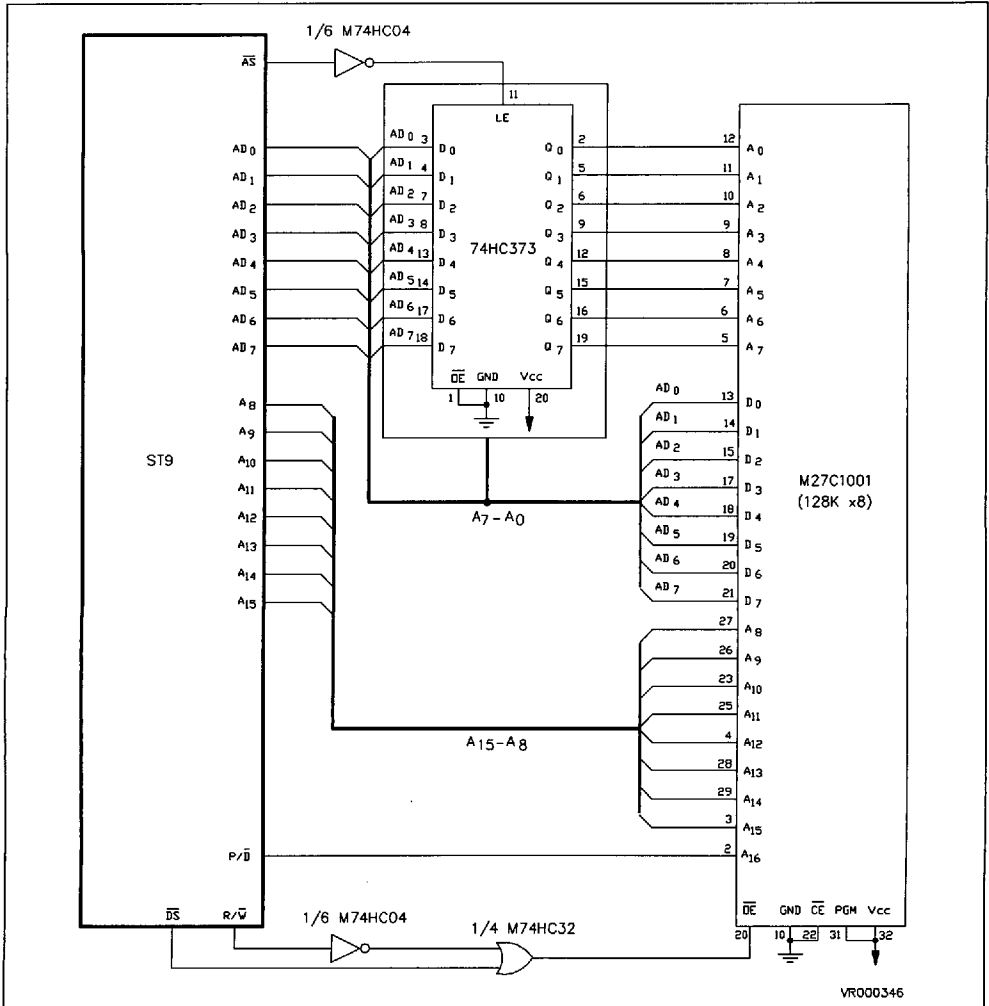 1/6 M74HC04
A̅S̅
11
LE
AD0 3 D0 Q0 2 12 A0
AD0
AD1 4 D1 Q1 5 11 A1
AD1
AD2 7 D2 Q2 6 10 A2
AD2
AD3 8 D3 Q3 9 9 A3
AD3
74HC373
AD4 13 D4 Q4 12 8 A4
AD4
AD5 14 D5 Q5 15 7 A5
AD5
AD6 17 D6 Q6 16 6 A6
AD6
AD7 18 D7 Q7 19 5 A7
AD7
O̅E̅ GND Vcc
1 10 20
A8
A9
A10
A11
A12
A13
A14
A15
ST9
AD0 13 D0
AD1 14 D1
AD2 15 D2
AD3 17 D3
AD4 18 D4
AD5 19 D5
AD6 20 D6
AD7 21 D7
M27C1001
(128K x8)
A7-A0
27 A8
26 A9
23 A10
25 A11
4 A12
28 A13
29 A14
3 A15
A15-A8
P/D̅
2 A16
D̅S̅ R/W̅
1/6 M74HC04
1/4 M74HC32
O̅E̅ GND C̅E̅ PGM Vcc
20 10 22 31 32
VR000346